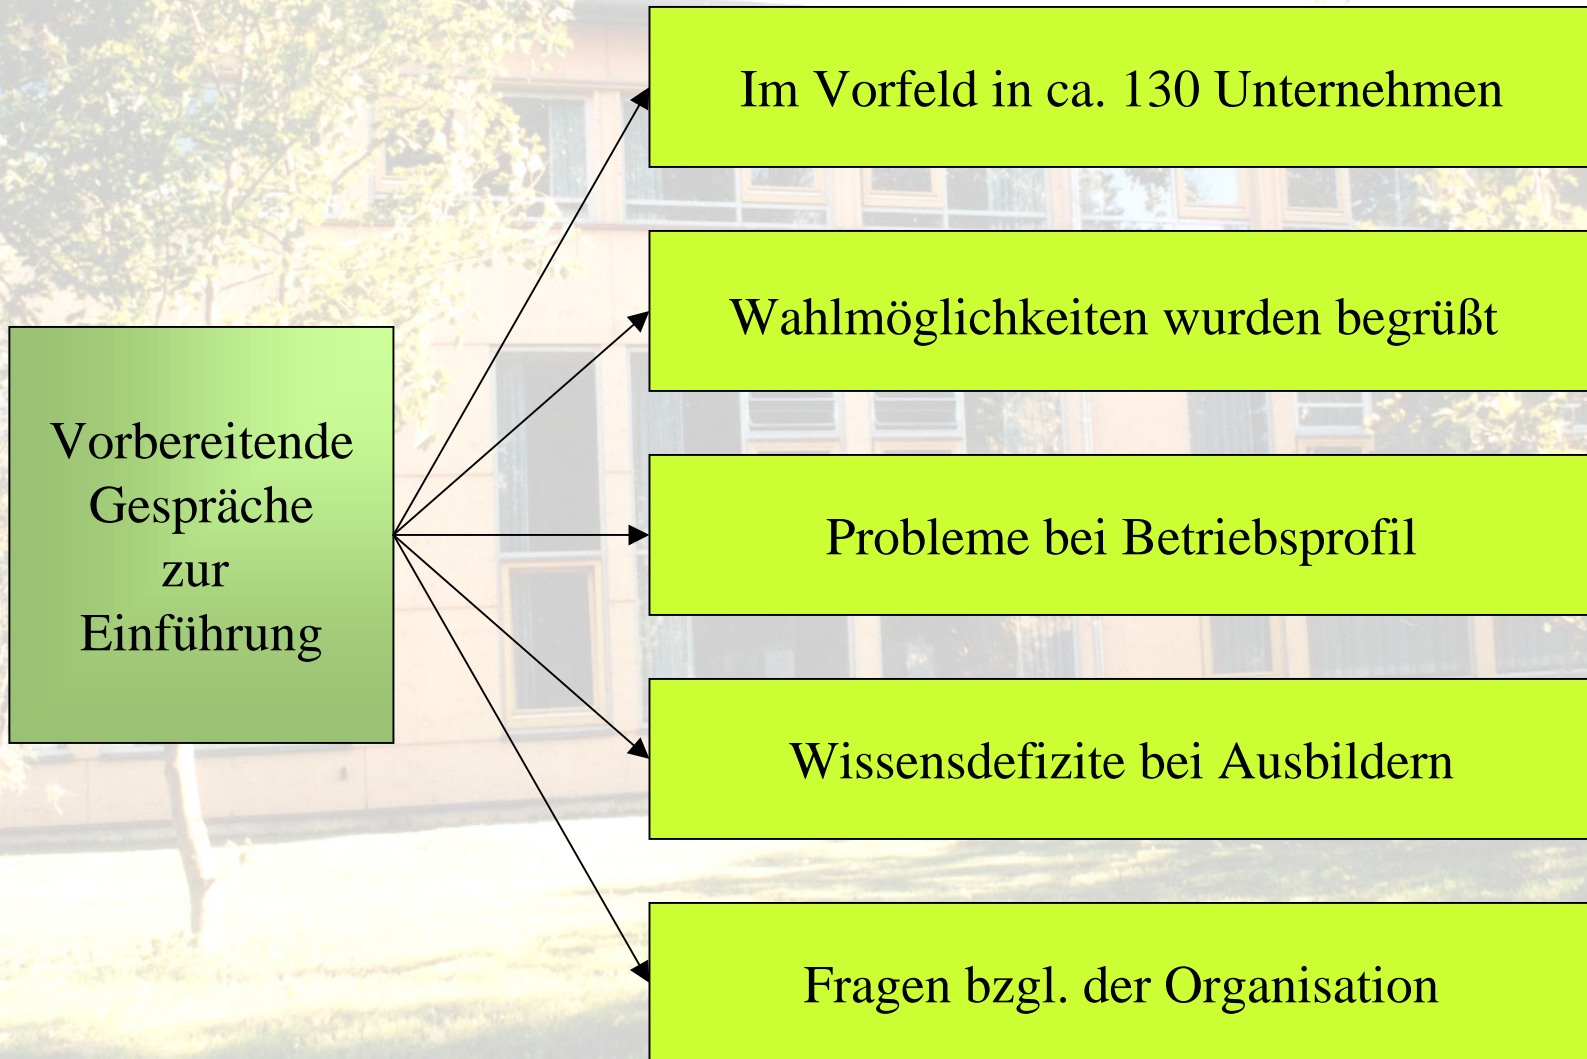 Vorbereitende
Gespräche
zur
Einführung
Im Vorfeld in ca. 130 Unternehmen
Wahlmöglichkeiten wurden begrüßt
Probleme bei Betriebsprofil
Wissensdefizite bei Ausbildern
Fragen bzgl. der Organisation